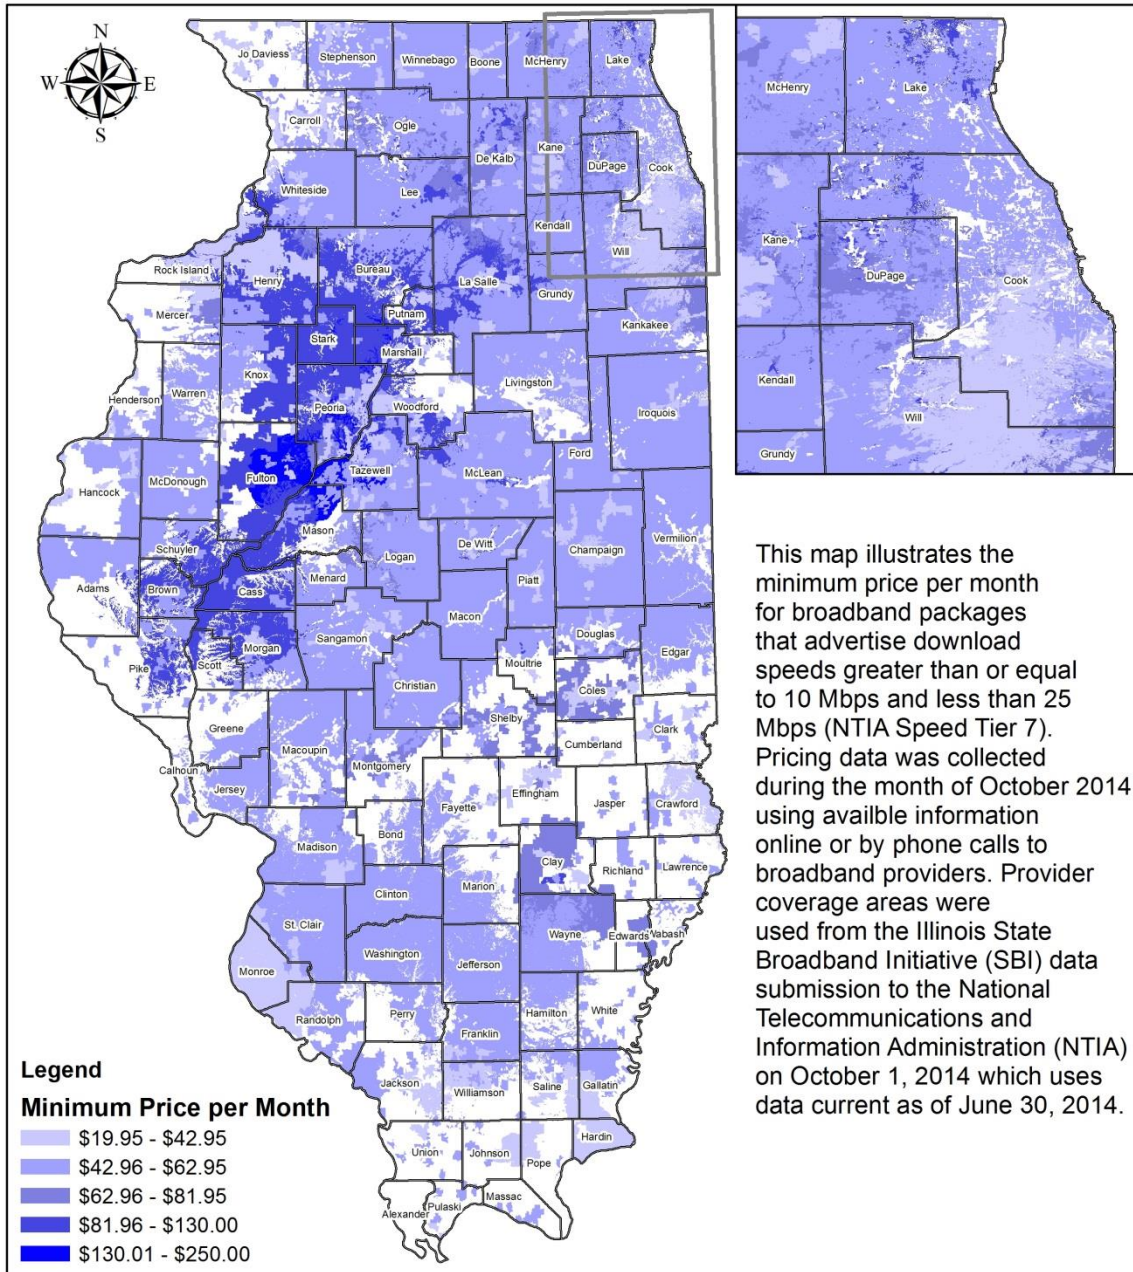 N
W
E
S
Jo Daviess
Stephenson
Winnebago
Boone
McHenry
Lake
Carroll
Ogle
De Kalb
Kane
DuPage
Cook
Whiteside
Lee
Kendall
Will
Rock Island
Henry
Bureau
La Salle
Grundy
Mercer
Putnam
Kankakee
Stark
Marshall
Knox
Henderson
Warren
Peoria
Woodford
Livingston
Iroquois
Ford
Hancock
McDonough
Fulton
Tazewell
McLean
Mason
Schuyler
Logan
De Witt
Champaign
Vermilion
Adams
Brown
Cass
Menard
Piatt
Macon
Pike
Scott
Morgan
Sangamon
Douglas
Moultrie
Edgar
Christian
Coles
Greene
Shelby
Macoupin
Cumberland
Clark
Calhoun
Montgomery
Jersey
Effingham
Fayette
Jasper
Crawford
Bond
Madison
Clay
Richland
Lawrence
Clinton
Marion
St. Clair
Wayne
Edwards
Wabash
Washington
Jefferson
Monroe
Randolph
Perry
Hamilton
White
Franklin
Jackson
Williamson
Saline
Gallatin
Hardin
Union
Johnson
Pope
Massac
Alexander
Pulaski
McHenry
Lake
Kane
DuPage
Cook
Kendall
Will
Grundy
This map illustrates the
minimum price per month
for broadband packages
that advertise download
speeds greater than or equal
to 10 Mbps and less than 25
Mbps (NTIA Speed Tier 7).
Pricing data was collected
during the month of October 2014
using availble information
online or by phone calls to
broadband providers. Provider
coverage areas were
used from the Illinois State
Broadband Initiative (SBI) data
submission to the National
Telecommunications and
Information Administration (NTIA)
on October 1, 2014 which uses
data current as of June 30, 2014.
Legend
Minimum Price per Month
$19.95 - $42.95
$42.96 - $62.95
$62.96 - $81.95
$81.96 - $130.00
$130.01 - $250.00